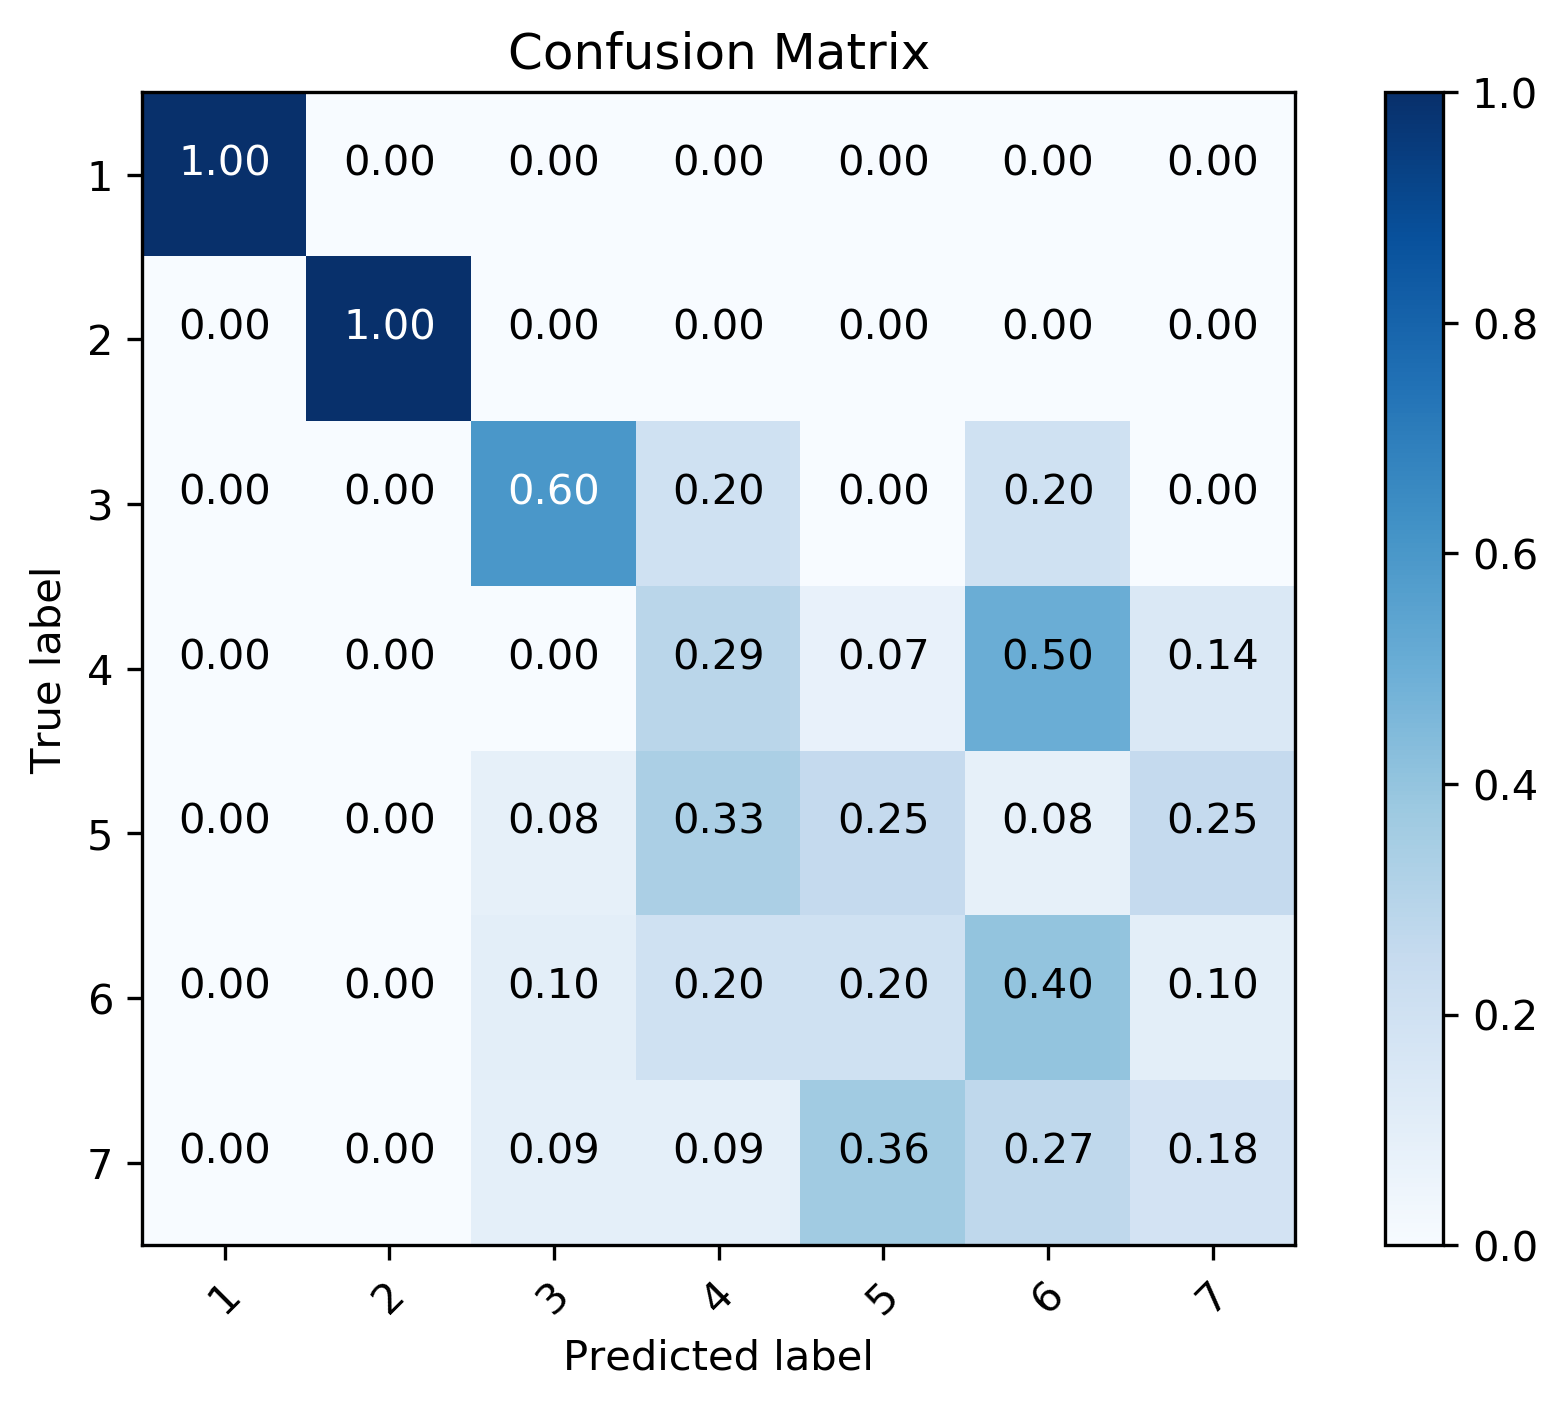 Confusion Matrix
1 1.00 0.00 0.00 0.00 0.00 0.00 0.00
2 0.00 1.00 0.00 0.00 0.00 0.00 0.00
3 0.00 0.00 0.60 0.20 0.00 0.20 0.00
4 0.00 0.00 0.00 0.29 0.07 0.50 0.14
5 0.00 0.00 0.08 0.33 0.25 0.08 0.25
6 0.00 0.00 0.10 0.20 0.20 0.40 0.10
7 0.00 0.00 0.09 0.09 0.36 0.27 0.18
1 2 3 4 5 6 7
Predicted label
True label
1.0
0.8
0.6
0.4
0.2
0.0